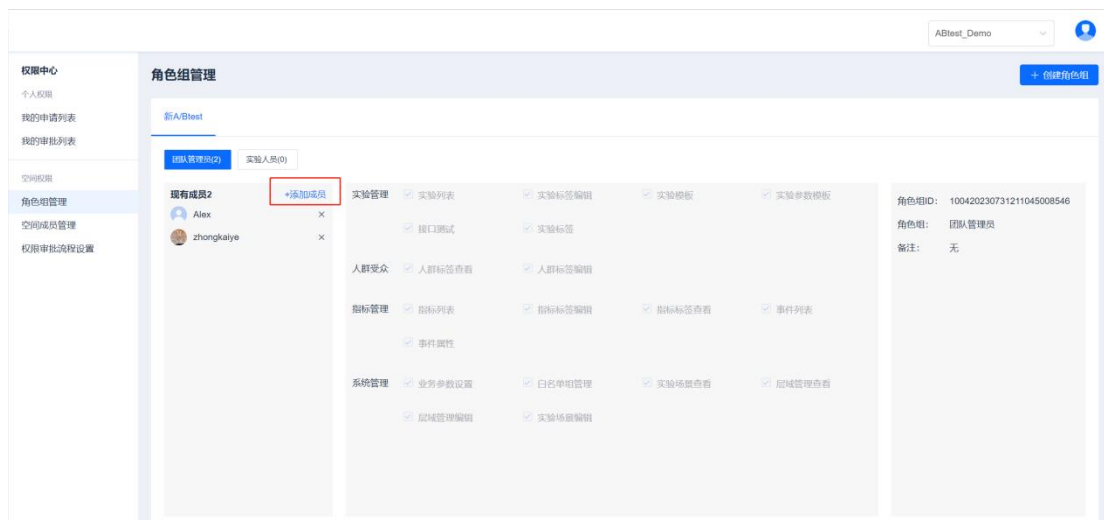 ABtest_Demo
权限中心
个人权限
我的申请列表
我的审批列表
空间权限
角色组管理
空间成员管理
权限审批流程设置
角色组管理
+ 创建角色组
新A/Btest
团队管理员(2) 实验人员(0)
现有成员2 +添加成员
Alex ×
zhongkaiye ×
实验管理 实验列表 实验标签编辑 实验模板 实验参数模板
接口测试 实验标签
人群受众 人群标签查看 人群标签编辑
指标管理 指标列表 指标标签编辑 指标标签查看 事件列表
事件属性
系统管理 业务参数设置 白名单组管理 实验场景查看 层域管理查看
层域管理编辑 实验场景编辑
角色组ID: 100420230731211045008546
角色组: 团队管理员
备注: 无